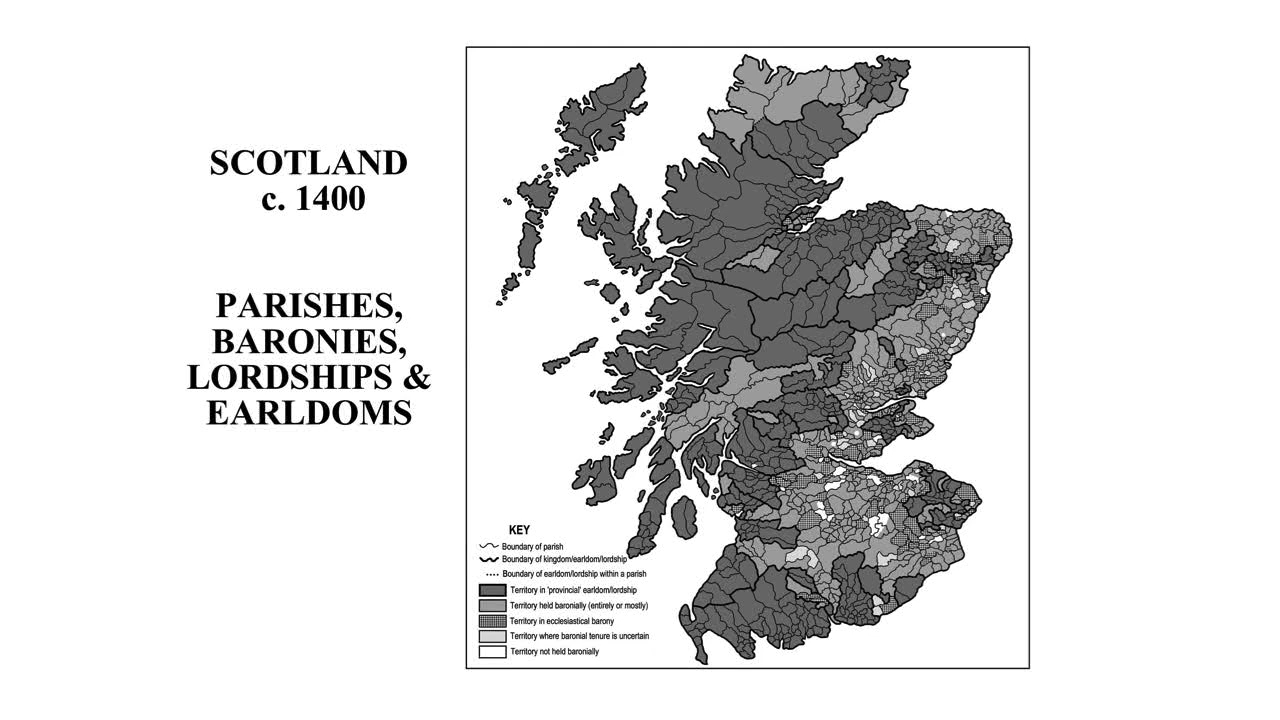 SCOTLAND
c. 1400
PARISHES,
BARONIES,
LORDSHIPS &
EARLDOMS
KEY
Boundary of parish
Boundary of kingdom/earldom/lordship
Boundary of earldom/lordship within a parish
Territory in 'provincial' earldom/lordship
Territory held baronially (entirely or mostly)
Territory in ecclesiastical barony
Territory where baronial tenure is uncertain
Territory not held baronially